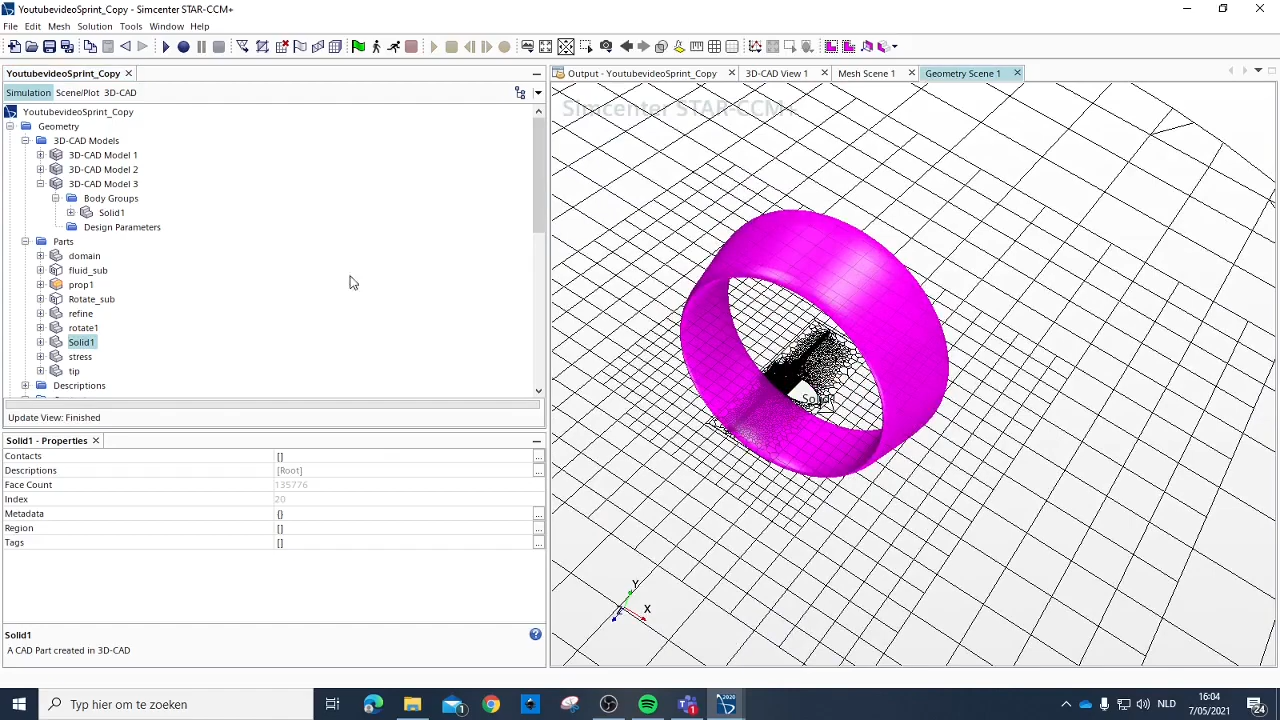 YoutubevideoSprint_Copy - Simcenter STAR-CCM+
File Edit Mesh Solution Tools Window Help
YoutubevideoSprint_Copy
Output - YoutubevideoSprint_Copy
3D-CAD View 1
Mesh Scene 1
Geometry Scene 1
Simulation Scene/Plot 3D-CAD
Simcenter STAR-CCM+
YoutubevideoSprint_Copy
Geometry
3D-CAD Models
3D-CAD Model 1
3D-CAD Model 2
3D-CAD Model 3
Body Groups
Solid1
Design Parameters
Parts
domain
fluid_sub
prop1
Rotate_sub
refine
rotate1
Solid1
stress
tip
Descriptions
Update View: Finished
Solid1 - Properties
Contacts []
Descriptions [Root]
Face Count 135776
Index 20
Metadata {}
Region []
Tags []
Solid1
A CAD Part created in 3D-CAD
Y
X
Z
Typ hier om te zoeken
2020
NLD
16:04
7/05/2021
24